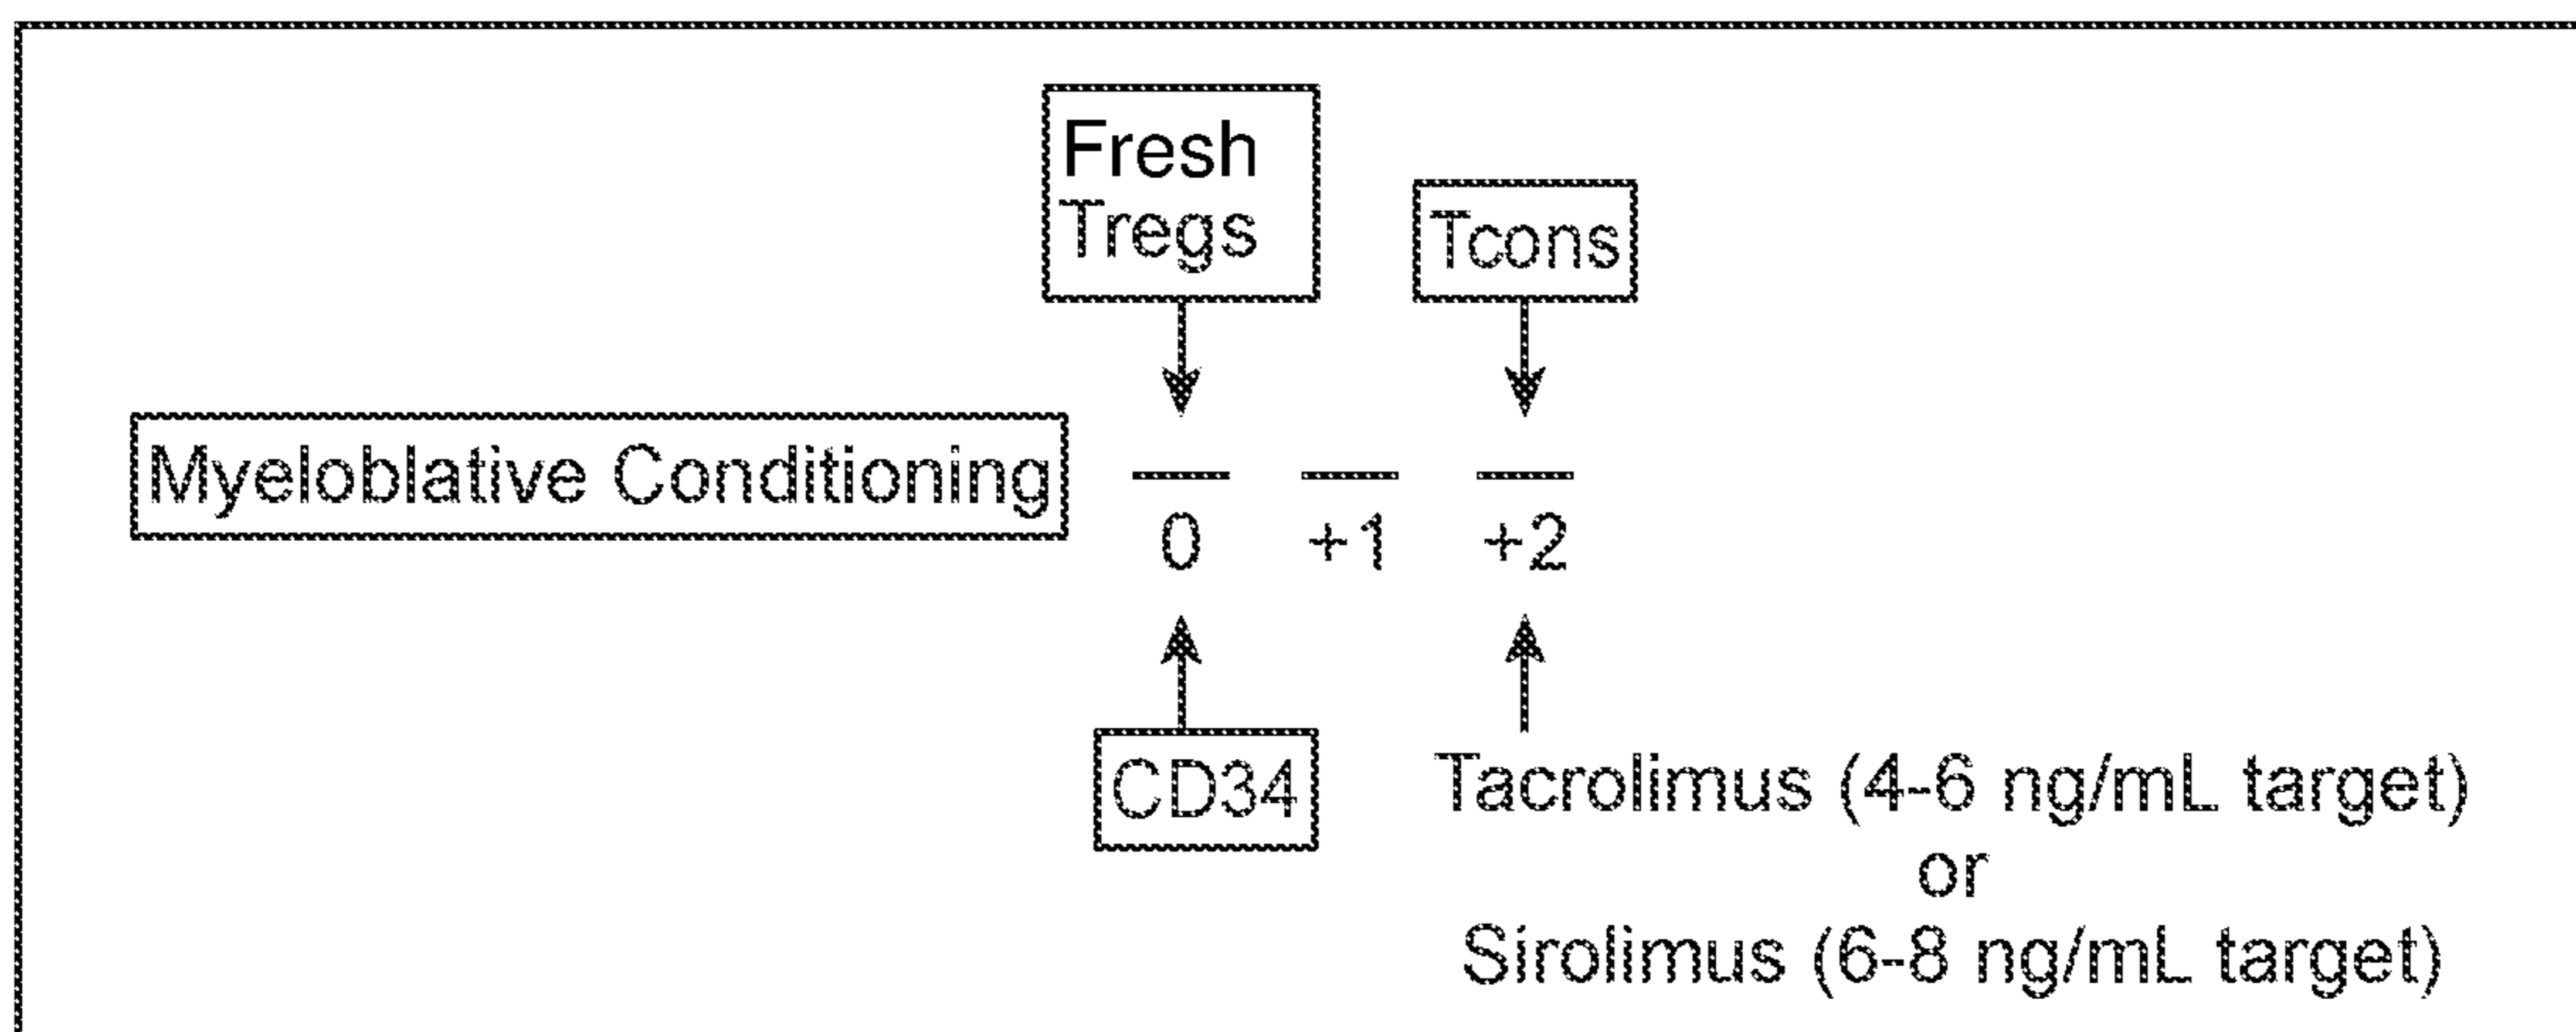 Fresh
Tregs
Tcons
Myeloblative Conditioning
0 +1 +2
CD34
Tacrolimus (4-6 ng/mL target)
or
Sirolimus (6-8 ng/mL target)